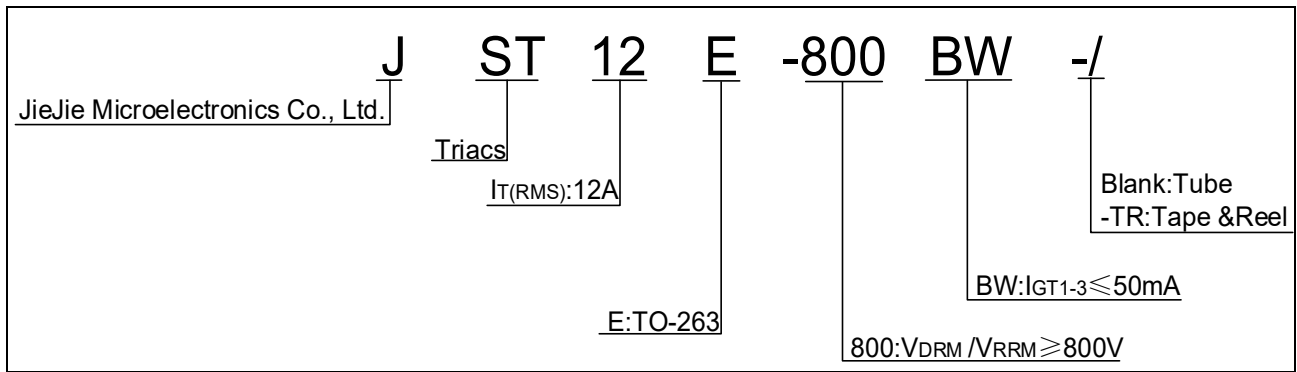 J ST 12 E -800 BW -/
JieJie Microelectronics Co., Ltd.
Triacs
IT(RMS):12A
Blank:Tube
-TR:Tape &Reel
BW:IGT1-3≤50mA
E:TO-263
800:VDRM /VRRM≥800V